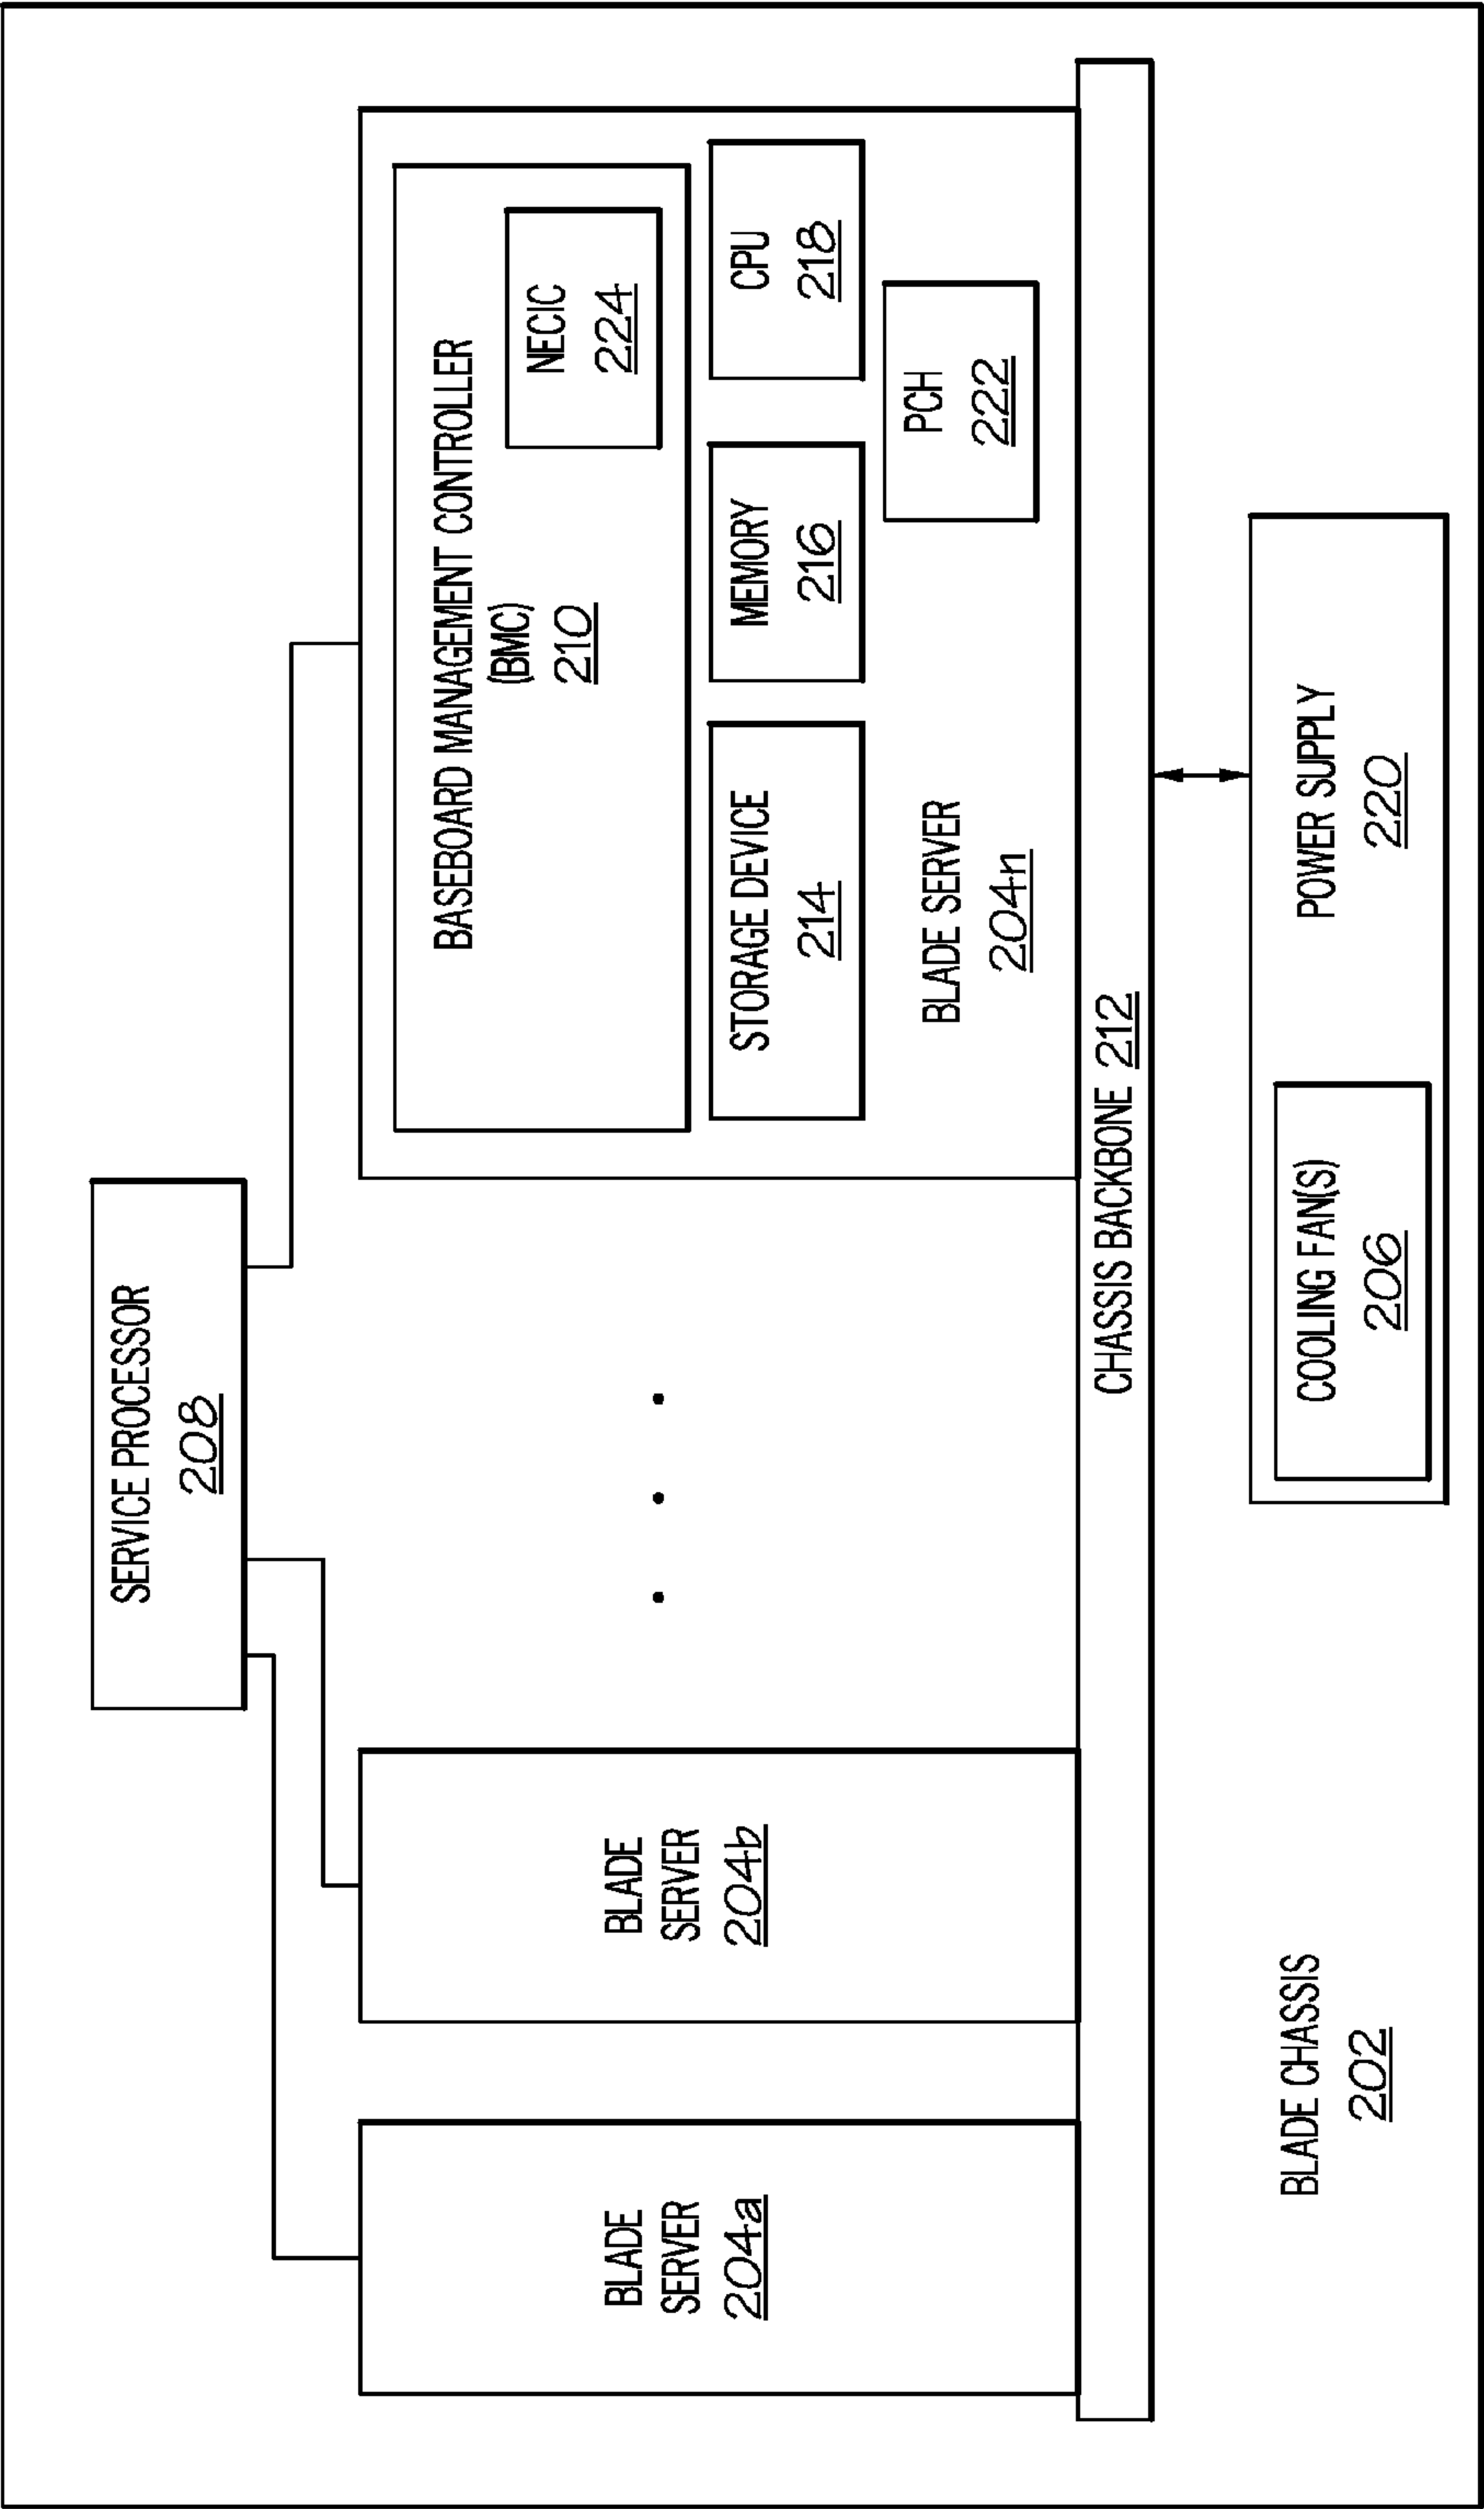 SERVICE PROCESSOR
208
BASEBOARD MANAGEMENT CONTROLLER
(BMC)
210
NECIC
224
STORAGE DEVICE
214
MEMORY
216
CPU
218
PCH
222
BLADE SERVER
204n
BLADE
SERVER
204a
BLADE
SERVER
204b
CHASSIS BACKBONE 212
COOLING FAN(S)
206
POWER SUPPLY
220
BLADE CHASSIS
202